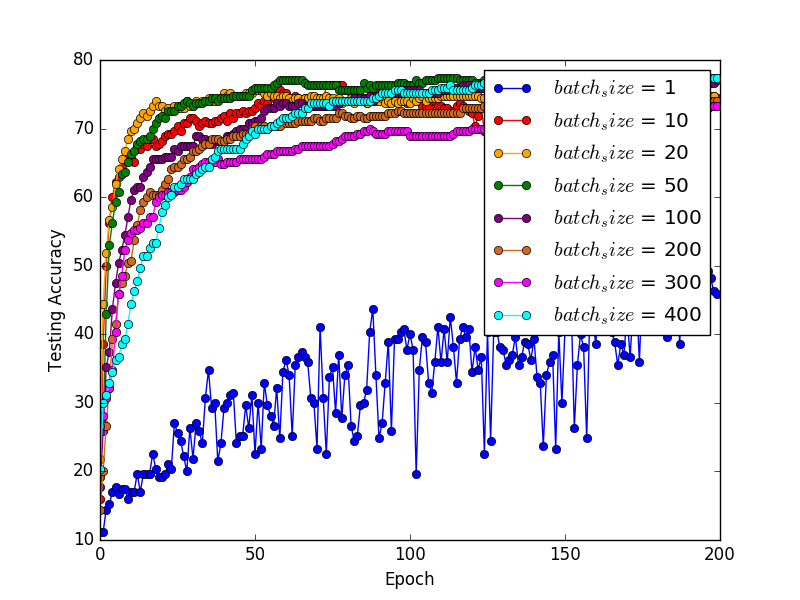 80
70
60
50
40
30
20
10
0 50 100 150 200
Testing Accuracy
Epoch
batch_size = 1
batch_size = 10
batch_size = 20
batch_size = 50
batch_size = 100
batch_size = 200
batch_size = 300
batch_size = 400